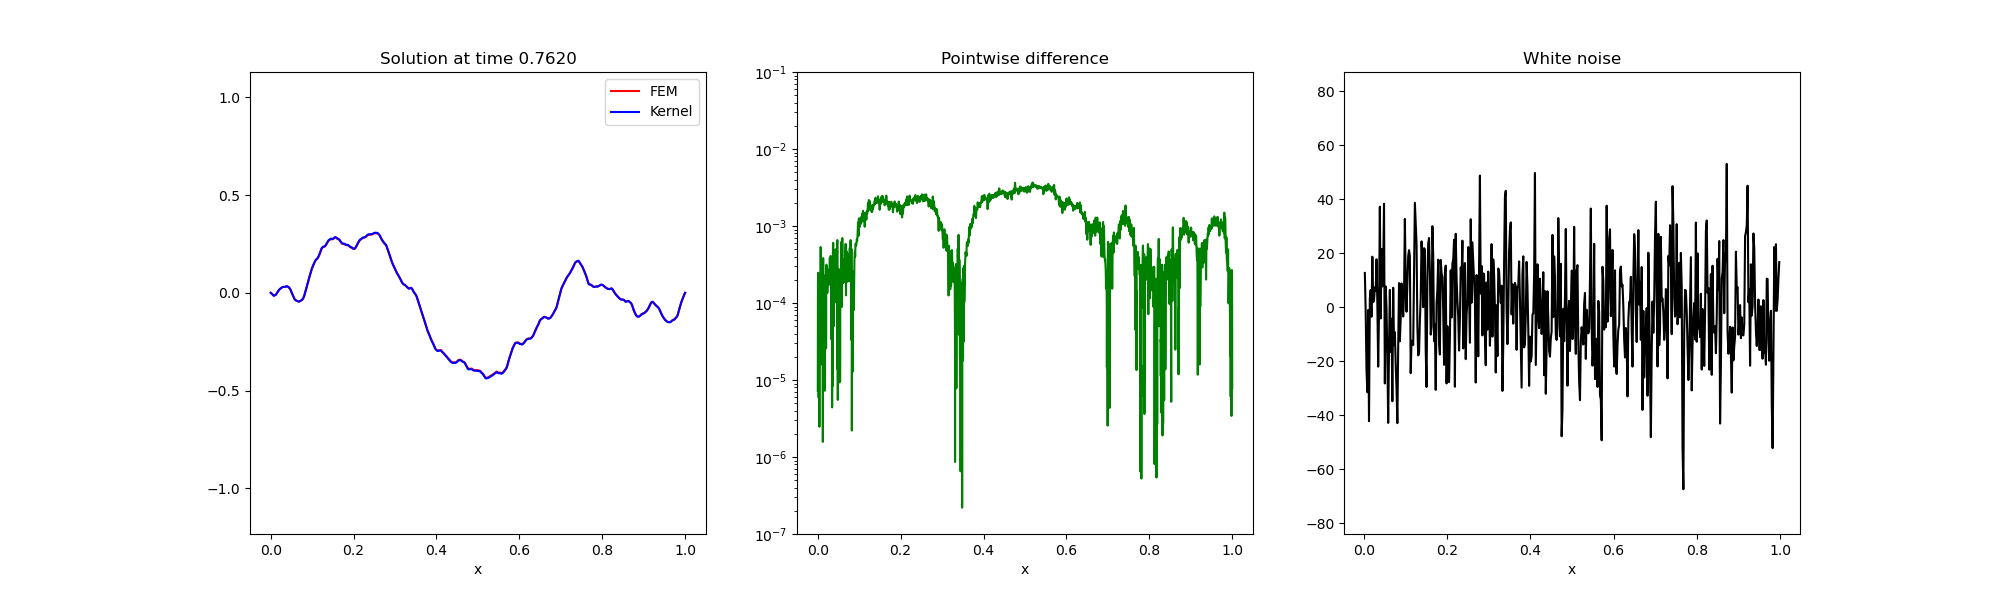 Solution at time 0.7620
FEM
Kernel
1.0
0.5
0.0
−0.5
−1.0
0.0 0.2 0.4 0.6 0.8 1.0
x
Pointwise difference
10⁻¹
10⁻²
10⁻³
10⁻⁴
10⁻⁵
10⁻⁶
10⁻⁷
0.0 0.2 0.4 0.6 0.8 1.0
x
White noise
80
60
40
20
0
−20
−40
−60
−80
0.0 0.2 0.4 0.6 0.8 1.0
x